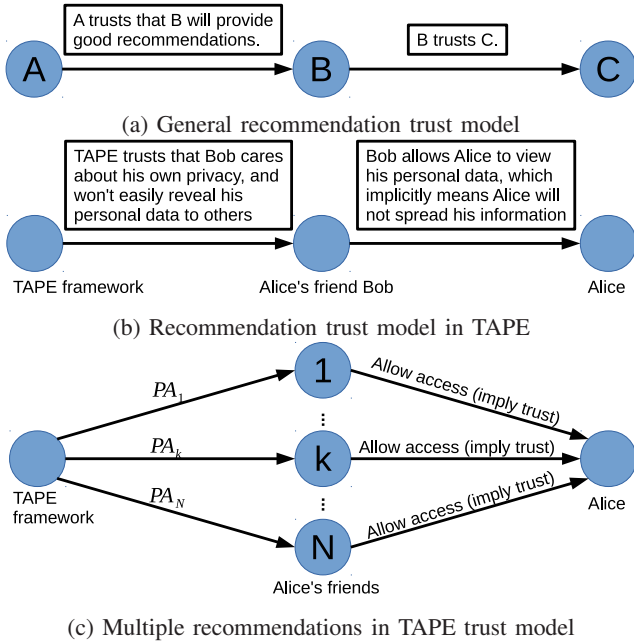 A trusts that B will provide
good recommendations.
B trusts C.
A
B
C
(a) General recommendation trust model
TAPE trusts that Bob cares
about his own privacy, and
won't easily reveal his
personal data to others
Bob allows Alice to view
his personal data, which
implicitly means Alice will
not spread his information
TAPE framework
Alice's friend Bob
Alice
(b) Recommendation trust model in TAPE
1
PA1
Allow access (imply trust)
...
k
PAk
Allow access (imply trust)
TAPE
framework
Alice
...
PAN
Allow access (imply trust)
N
Alice's friends
(c) Multiple recommendations in TAPE trust model